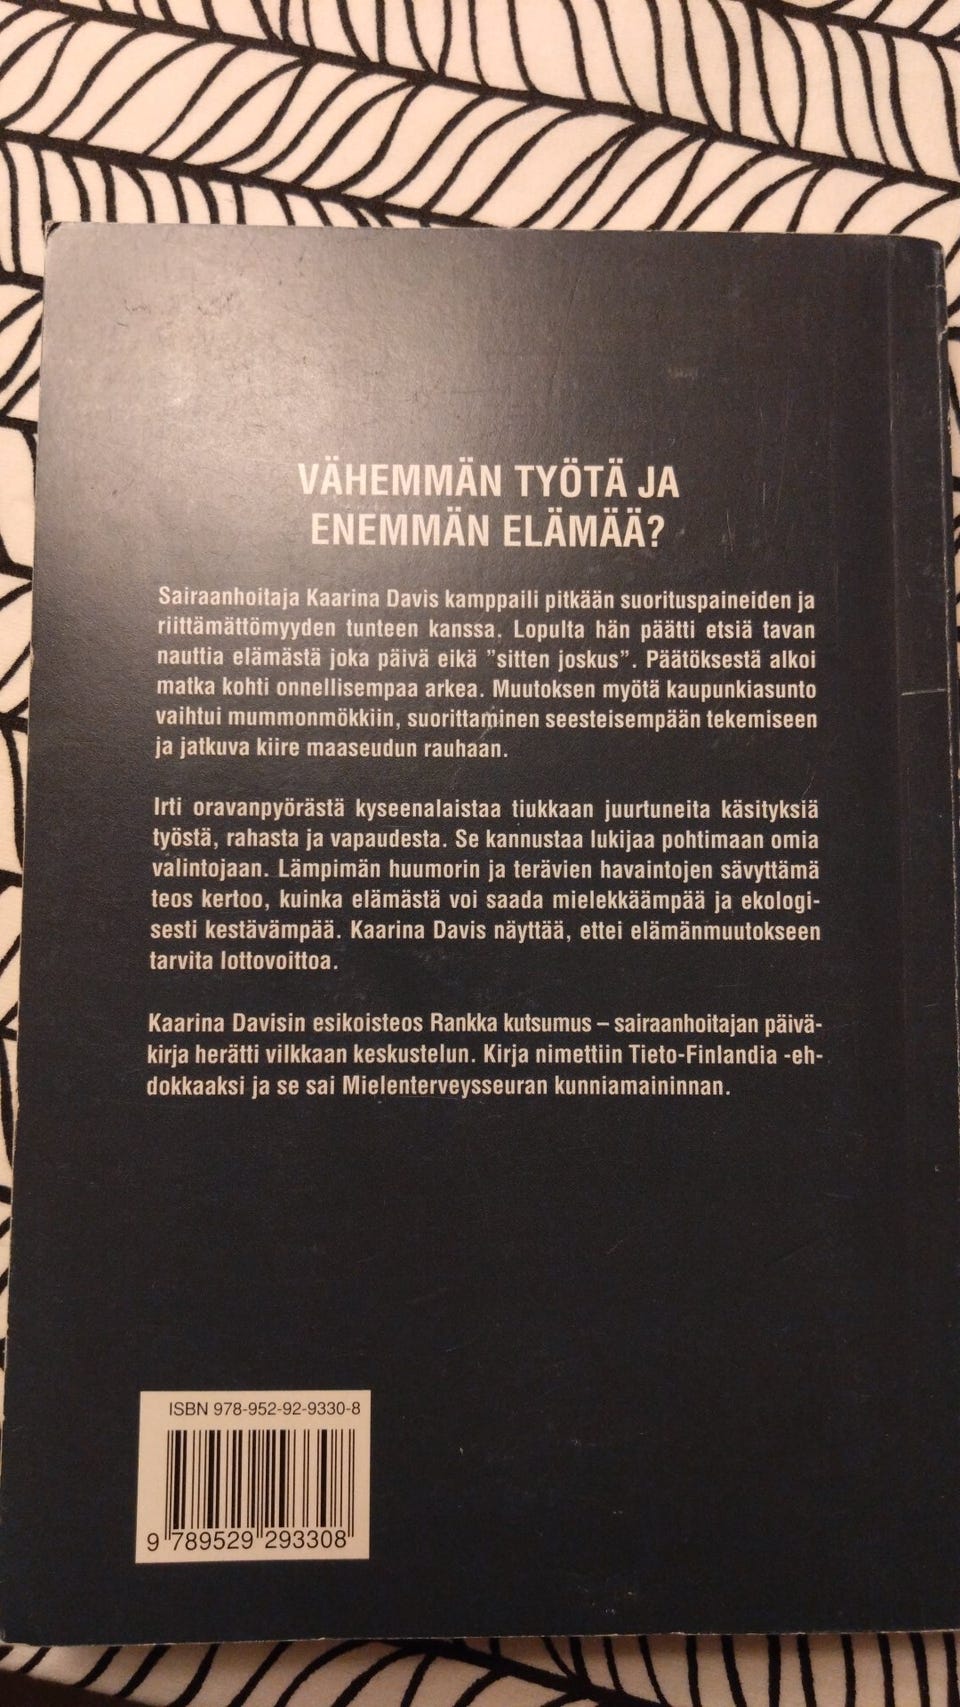 VÄHEMMÄN TYÖTÄ JA
ENEMMÄN ELÄMÄÄ?
Sairaanhoitaja Kaarina Davis kamppaili pitkään suorituspaineiden ja
riittämättömyyden tunteen kanssa. Lopulta hän päätti etsiä tavan
nauttia elämästä joka päivä eikä ”sitten joskus”. Päätöksestä alkoi
matka kohti onnellisempaa arkea. Muutoksen myötä kaupunkiasunto
vaihtui mummonmökkiin, suorittaminen seesteisempään tekemiseen
ja jatkuva kiire maaseudun rauhaan.
Irti oravanpyörästä kyseenalaistaa tiukkaan juurtuneita käsityksiä
työstä, rahasta ja vapaudesta. Se kannustaa lukijaa pohtimaan omia
valintojaan. Lämpimän huumorin ja terävien havaintojen sävyttämä
teos kertoo, kuinka elämästä voi saada mielekkäämpää ja ekologi-
sesti kestävämpää. Kaarina Davis näyttää, ettei elämänmuutokseen
tarvita lottovoittoa.
Kaarina Davisin esikoisteos Rankka kutsumus – sairaanhoitajan päivä-
kirja herätti vilkkaan keskustelun. Kirja nimettiin Tieto-Finlandia -eh-
dokkaaksi ja se sai Mielenterveysseuran kunniamaininnan.
ISBN 978-952-92-9330-8
9 789529 293308